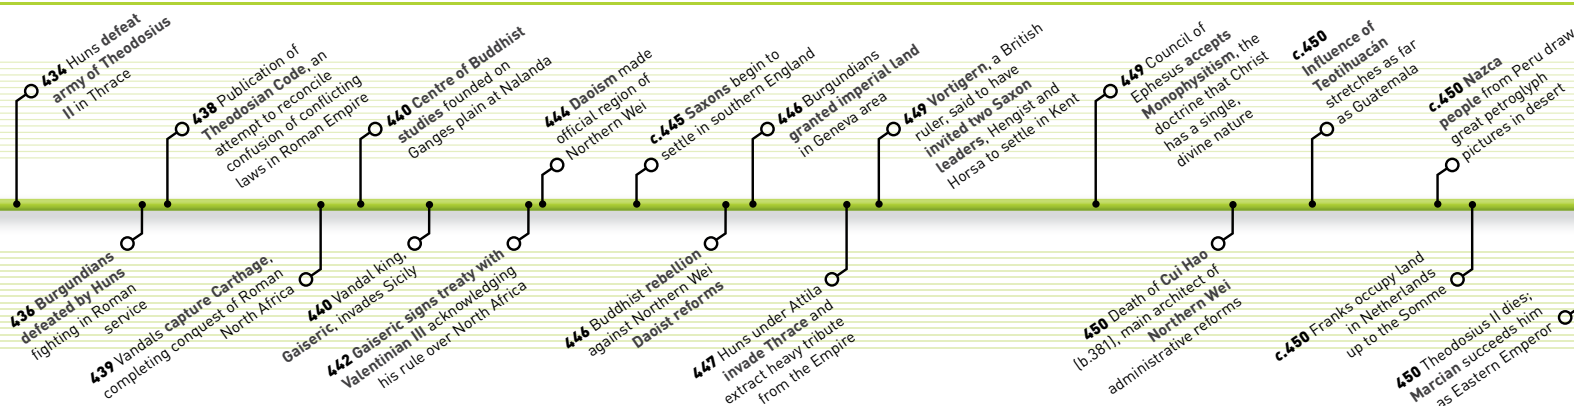 434 Huns defeat
army of Theodosius
II in Thrace
438 Publication of
Theodosian Code, an
attempt to reconcile
confusion of conflicting
laws in Roman Empire
440 Centre of Buddhist
studies founded on
Ganges plain at Nalanda
444 Daoism made
official region of
Northern Wei
c.445 Saxons begin to
settle in southern England
446 Burgundians
granted imperial land
in Geneva area
449 Vortigern, a British
ruler, said to have
invited two Saxon
leaders, Hengist and
Horsa to settle in Kent
449 Council of
Ephesus accepts
Monophysitism, the
doctrine that Christ
has a single,
divine nature
c.450
Influence of
Teotihuacán
stretches as far
as Guatemala
c.450 Nazca
people from Peru draw
great petroglyph
pictures in desert
436 Burgundians
defeated by Huns
fighting in Roman
service
439 Vandals capture Carthage,
completing conquest of Roman
North Africa
440 Vandal king,
Gaiseric, invades Sicily
442 Gaiseric signs treaty with
Valentinian III acknowledging
his rule over North Africa
446 Buddhist rebellion
against Northern Wei
Daoist reforms
447 Huns under Attila
invade Thrace and
extract heavy tribute
from the Empire
450 Death of Cui Hao
[b.381], main architect of
Northern Wei
administrative reforms
c.450 Franks occupy land
in Netherlands
up to the Somme
450 Theodosius II dies;
Marcian succeeds him
as Eastern Emperor